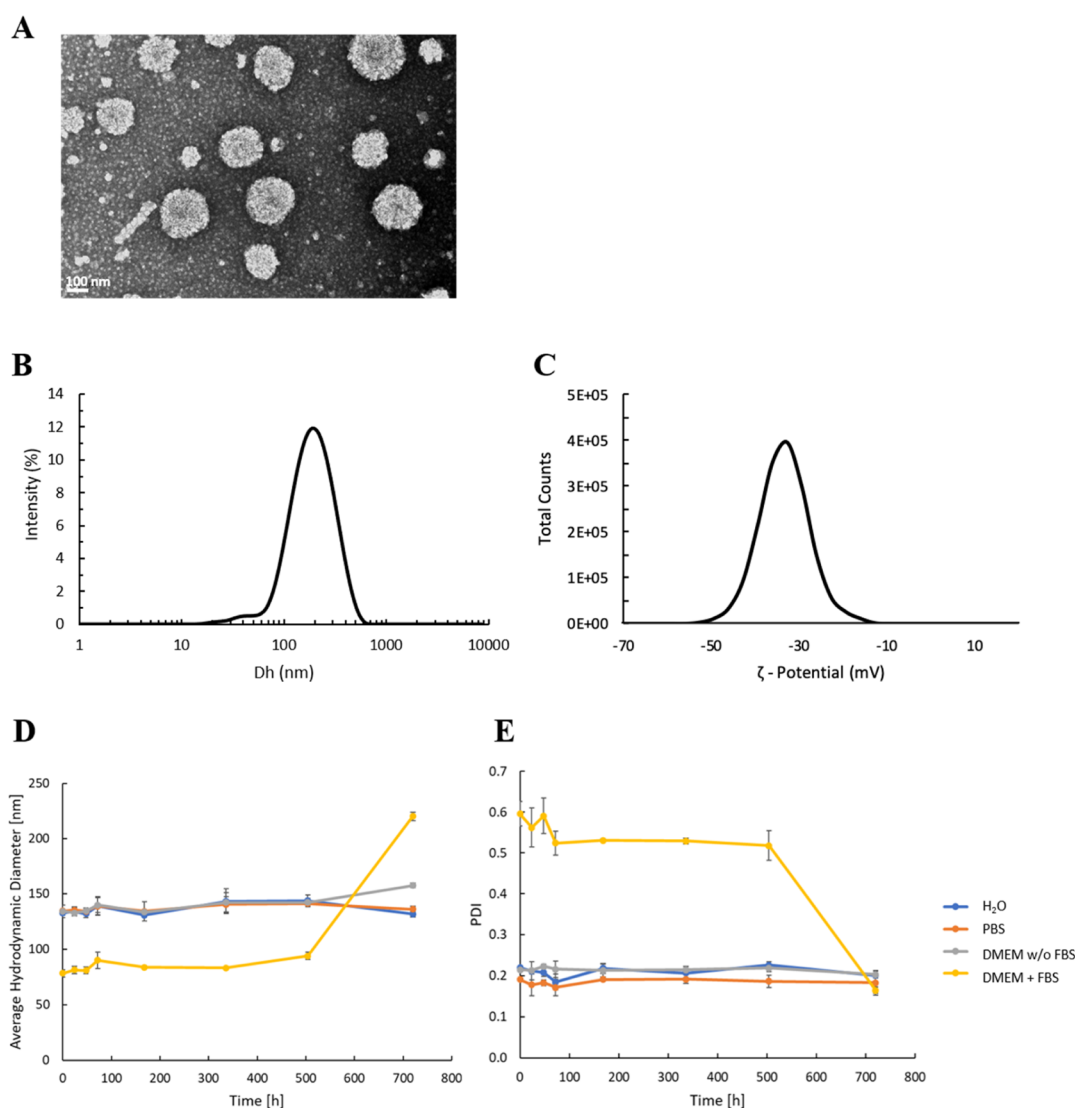 A
100 nm
B
14
12
10
8
6
4
2
0
Intensity (%)
1
10
100
1000
10000
Dh (nm)
C
5E+05
4E+05
3E+05
2E+05
1E+05
0E+00
Total Counts
-70
-50
-30
-10
10
ζ - Potential (mV)
D
250
200
150
100
50
0
Average Hydrodynamic Diameter [nm]
0
100
200
300
400
500
600
700
800
Time [h]
E
0.7
0.6
0.5
0.4
0.3
0.2
0.1
0.0
PDI
0
100
200
300
400
500
600
700
800
Time [h]
H₂O
PBS
DMEM w/o FBS
DMEM + FBS